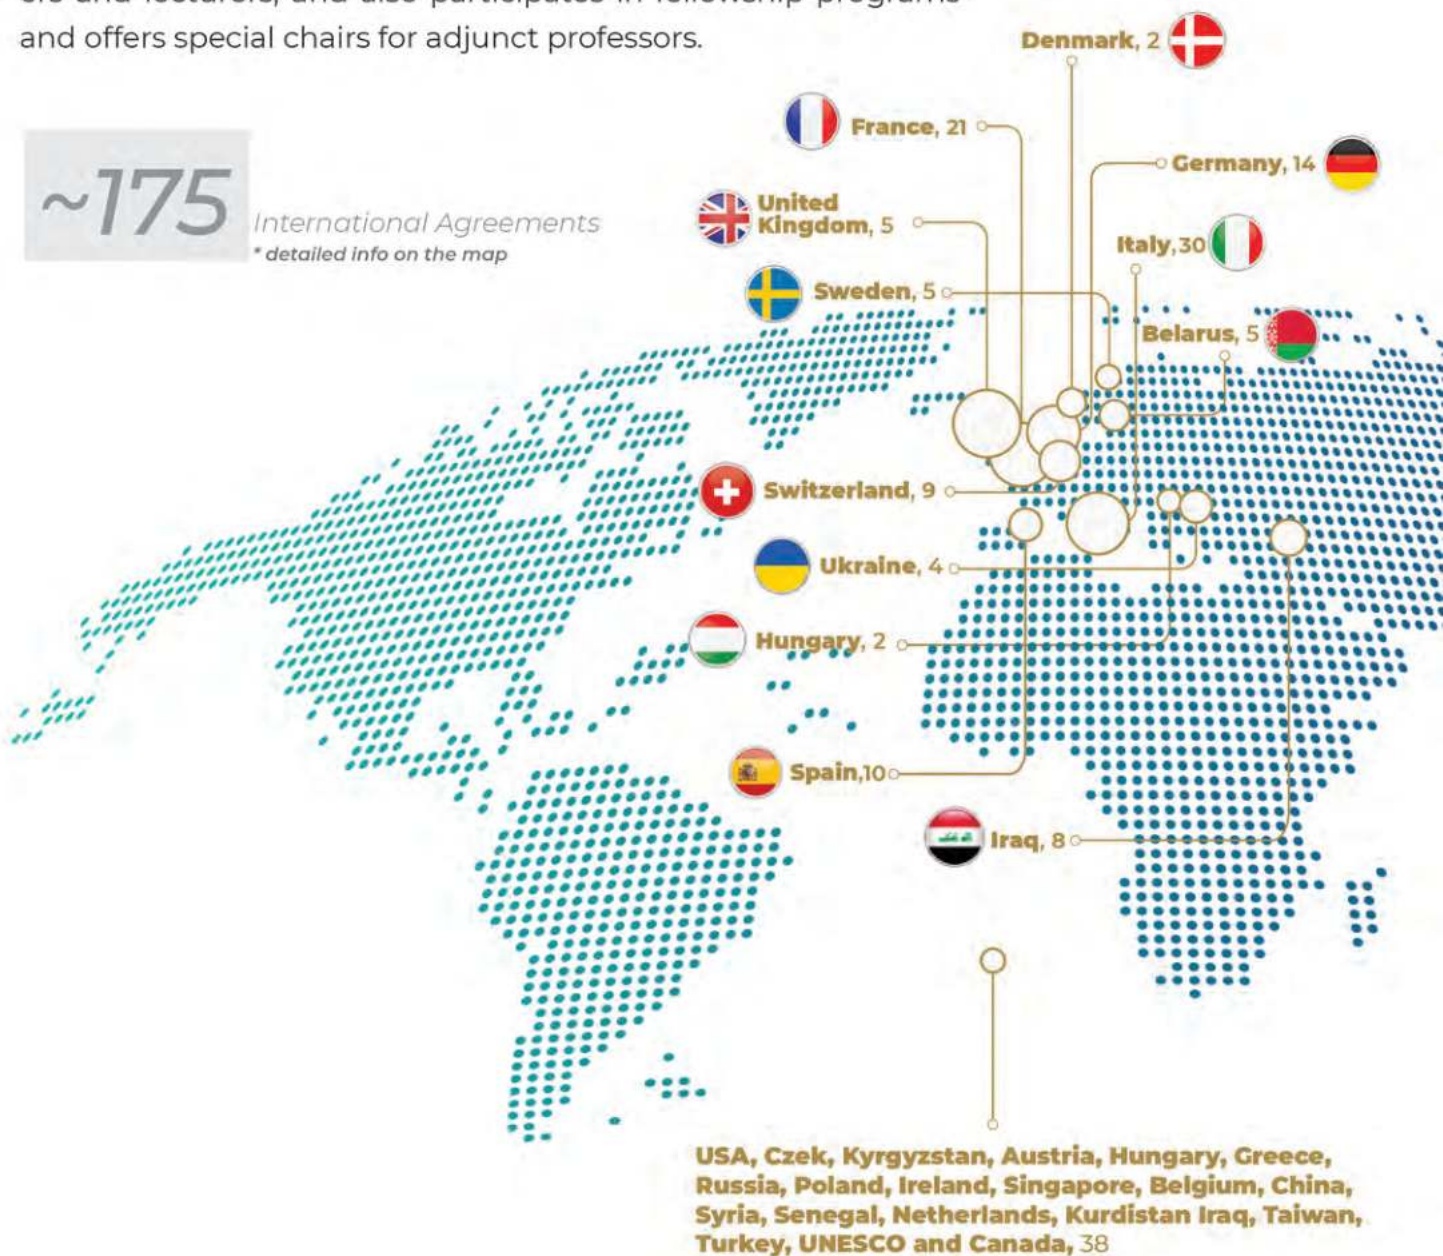 and offers special chairs for adjunct professors.
Denmark, 2
France, 21
Germany, 14
~175
International Agreements
* detailed info on the map
United
Kingdom, 5
Italy,30
Sweden, 5
Belarus, 5
Switzerland, 9
Ukraine, 4
Hungary, 2
Spain,10
Iraq, 8
USA, Czek, Kyrgyzstan, Austria, Hungary, Greece,
Russia, Poland, Ireland, Singapore, Belgium, China,
Syria, Senegal, Netherlands, Kurdistan Iraq, Taiwan,
Turkey, UNESCO and Canada, 38